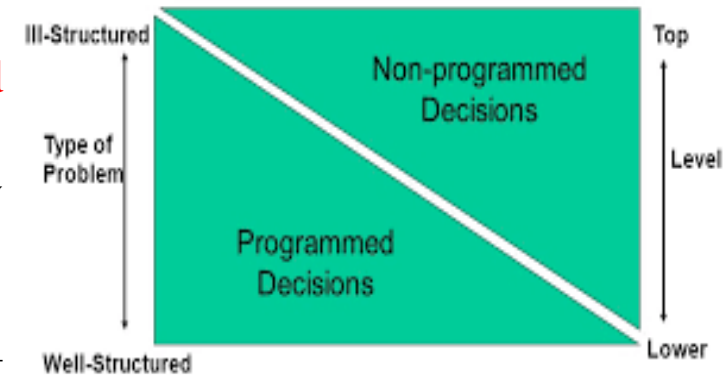 Ill-Structured
Top
Non-programmed
Decisions
Type of
Problem
Level
Programmed
Decisions
Well-Structured
Lower